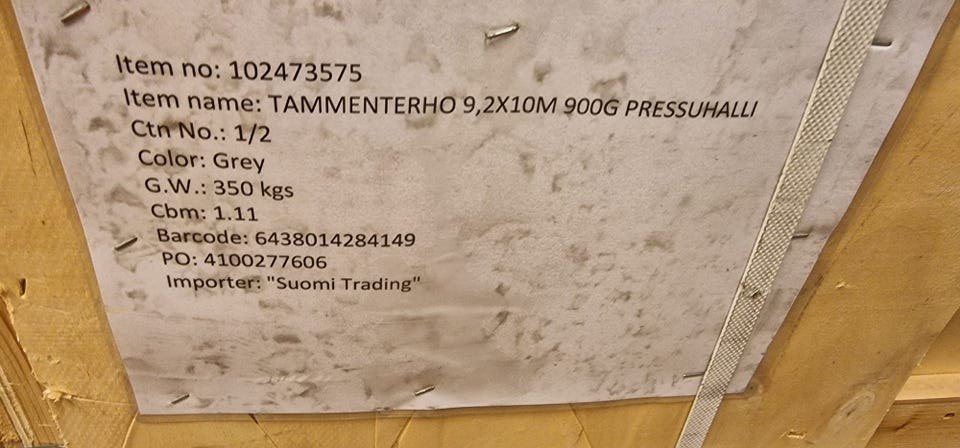 Item no: 102473575
Item name: TAMMENTERHO 9,2X10M 900G PRESSUHALLI
Ctn No.: 1/2
Color: Grey
G.W.: 350 kgs
Cbm: 1.11
Barcode: 6438014284149
PO: 4100277606
Importer: "Suomi Trading"